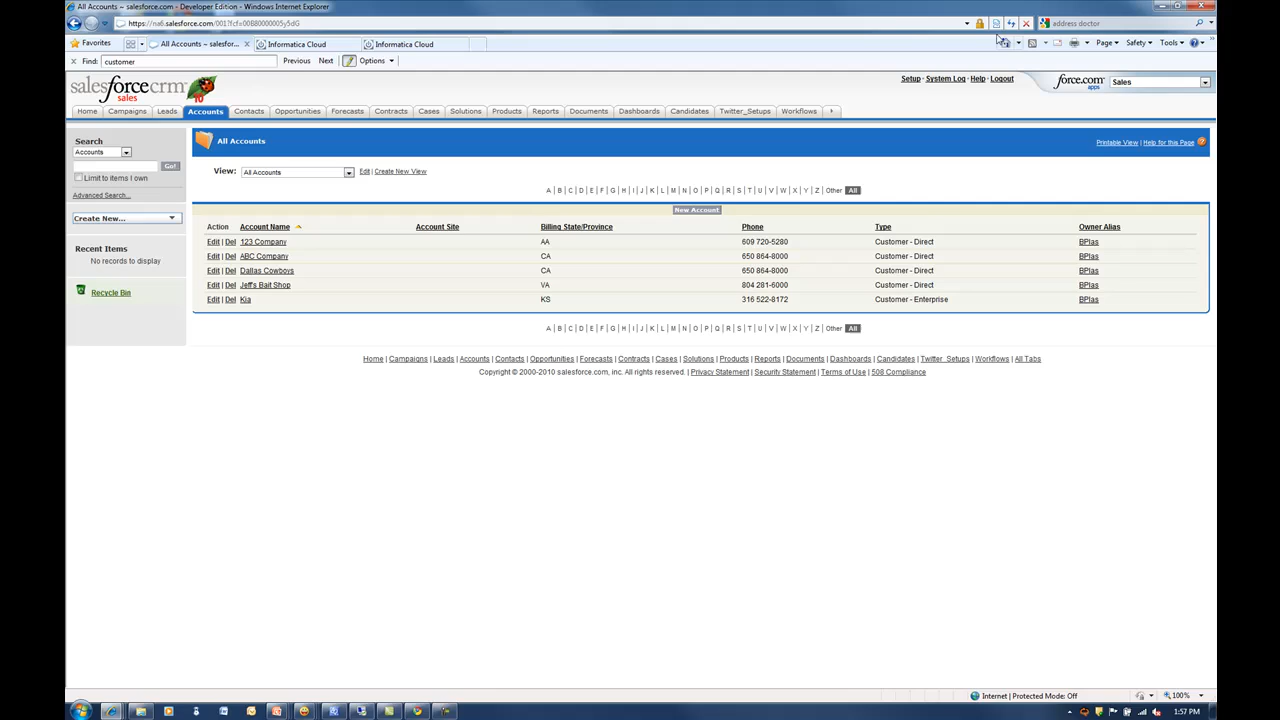 All Accounts ~ salesforce.com - Developer Edition - Windows Internet Explorer
https://na6.salesforce.com/001?fcf=00B80000005y5dG
address doctor
Favorites
All Accounts ~ salesforce....
Informatica Cloud
Informatica Cloud
Page
Safety
Tools
Find: customer
Previous Next Options
salesforcecrm
sales
10
Setup · System Log · Help · Logout
force.com
apps
Sales
Home Campaigns Leads Accounts Contacts Opportunities Forecasts Contracts Cases Solutions Products Reports Documents Dashboards Candidates Twitter_Setups Workflows
Search
Accounts
Go!
Limit to items I own
Advanced Search...
Create New...
Recent Items
No records to display
Recycle Bin
All Accounts
Printable View | Help for this Page
View: All Accounts Edit | Create New View
A | B | C | D | E | F | G | H | I | J | K | L | M | N | O | P | Q | R | S | T | U | V | W | X | Y | Z | Other All
New Account
Action Account Name Account Site Billing State/Province Phone Type Owner Alias
Edit | Del 123 Company AA 609 720-5280 Customer - Direct BPlas
Edit | Del ABC Company CA 650 864-8000 Customer - Direct BPlas
Edit | Del Dallas Cowboys CA 650 864-8000 Customer - Direct BPlas
Edit | Del Jeff's Bait Shop VA 804 281-6000 Customer - Direct BPlas
Edit | Del Kia KS 316 522-8172 Customer - Enterprise BPlas
A | B | C | D | E | F | G | H | I | J | K | L | M | N | O | P | Q | R | S | T | U | V | W | X | Y | Z | Other All
Home | Campaigns | Leads | Accounts | Contacts | Opportunities | Forecasts | Contracts | Cases | Solutions | Products | Reports | Documents | Dashboards | Candidates | Twitter_Setups | Workflows | All Tabs
Copyright © 2000-2010 salesforce.com, inc. All rights reserved. | Privacy Statement | Security Statement | Terms of Use | 508 Compliance
Internet | Protected Mode: Off
100%
1:57 PM